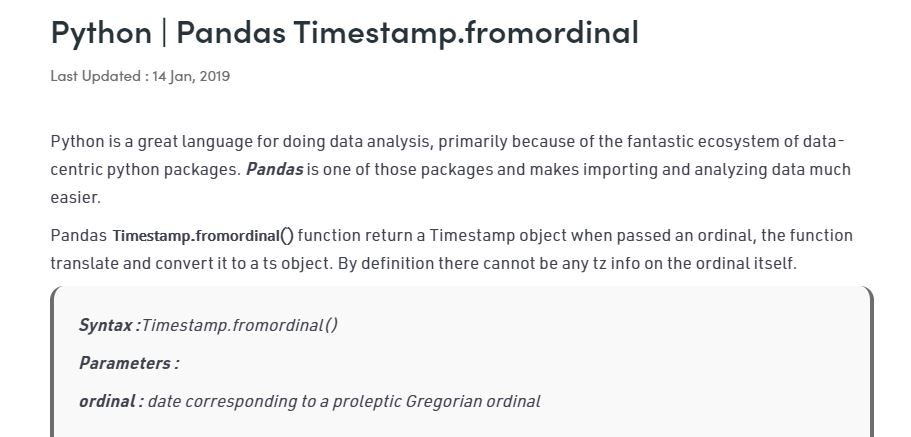 Python | Pandas Timestamp.fromordinal
Last Updated : 14 Jan, 2019
Python is a great language for doing data analysis, primarily because of the fantastic ecosystem of data-
centric python packages. Pandas is one of those packages and makes importing and analyzing data much
easier.
Pandas Timestamp.fromordinal() function return a Timestamp object when passed an ordinal, the function
translate and convert it to a ts object. By definition there cannot be any tz info on the ordinal itself.
Syntax :Timestamp.fromordinal()
Parameters :
ordinal : date corresponding to a proleptic Gregorian ordinal